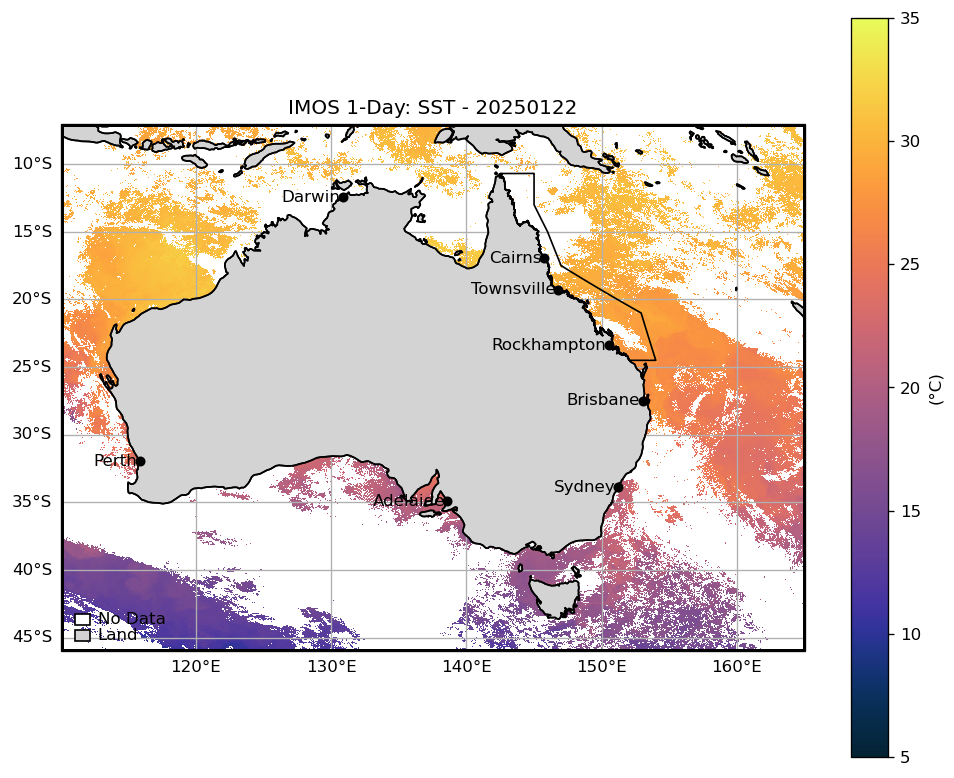 IMOS 1-Day: SST - 20250122
35
30
25
20
15
10
5
(°C)
10°S
15°S
20°S
25°S
30°S
35°S
40°S
45°S
Darwin
Cairns
Townsville
Rockhampton
Brisbane
Perth
Sydney
Adelaide
No Data
Land
120°E
130°E
140°E
150°E
160°E